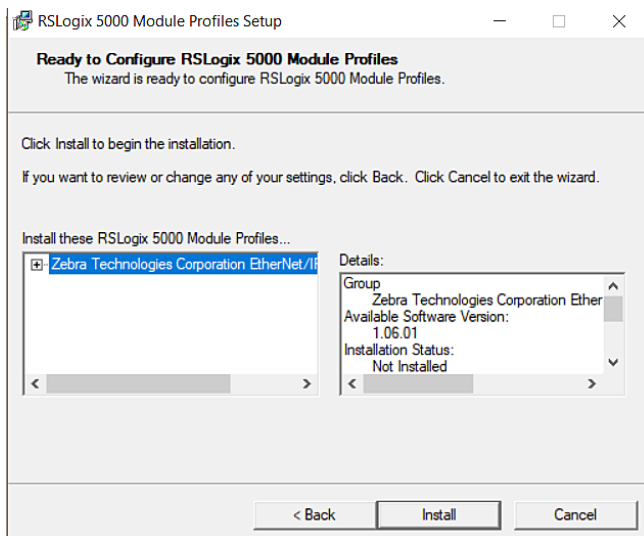 RSLogix 5000 Module Profiles Setup
Ready to Configure RSLogix 5000 Module Profiles
The wizard is ready to configure RSLogix 5000 Module Profiles.
Click Install to begin the installation.
If you want to review or change any of your settings, click Back. Click Cancel to exit the wizard.
Install these RSLogix 5000 Module Profiles...
Zebra Technologies Corporation EtherNet/IP
Details:
Group
Zebra Technologies Corporation Ether
Available Software Version:
1.06.01
Installation Status:
Not Installed
< Back
Install
Cancel